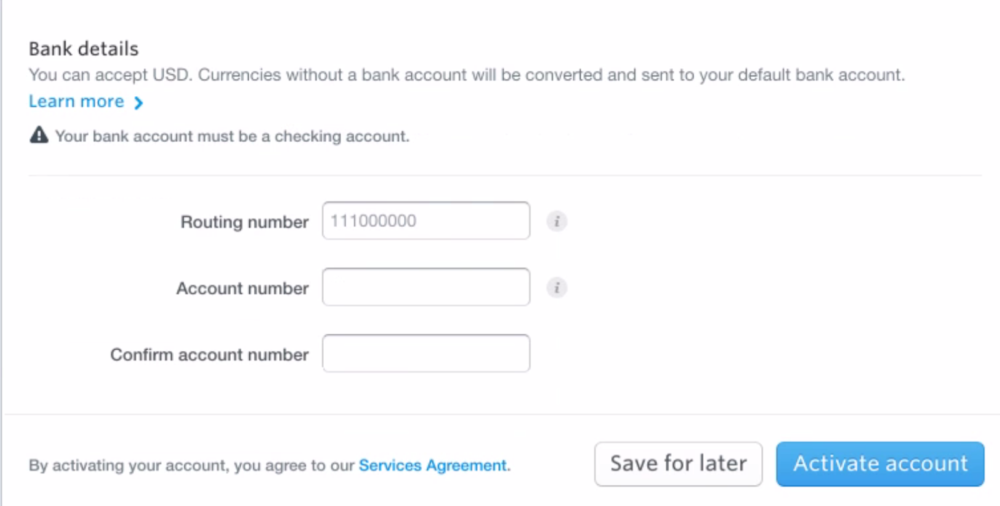 Bank details
You can accept USD. Currencies without a bank account will be converted and sent to your default bank account.
Learn more
Your bank account must be a checking account.
Routing number 111000000
Account number
Confirm account number
By activating your account, you agree to our Services Agreement. Save for later Activate account